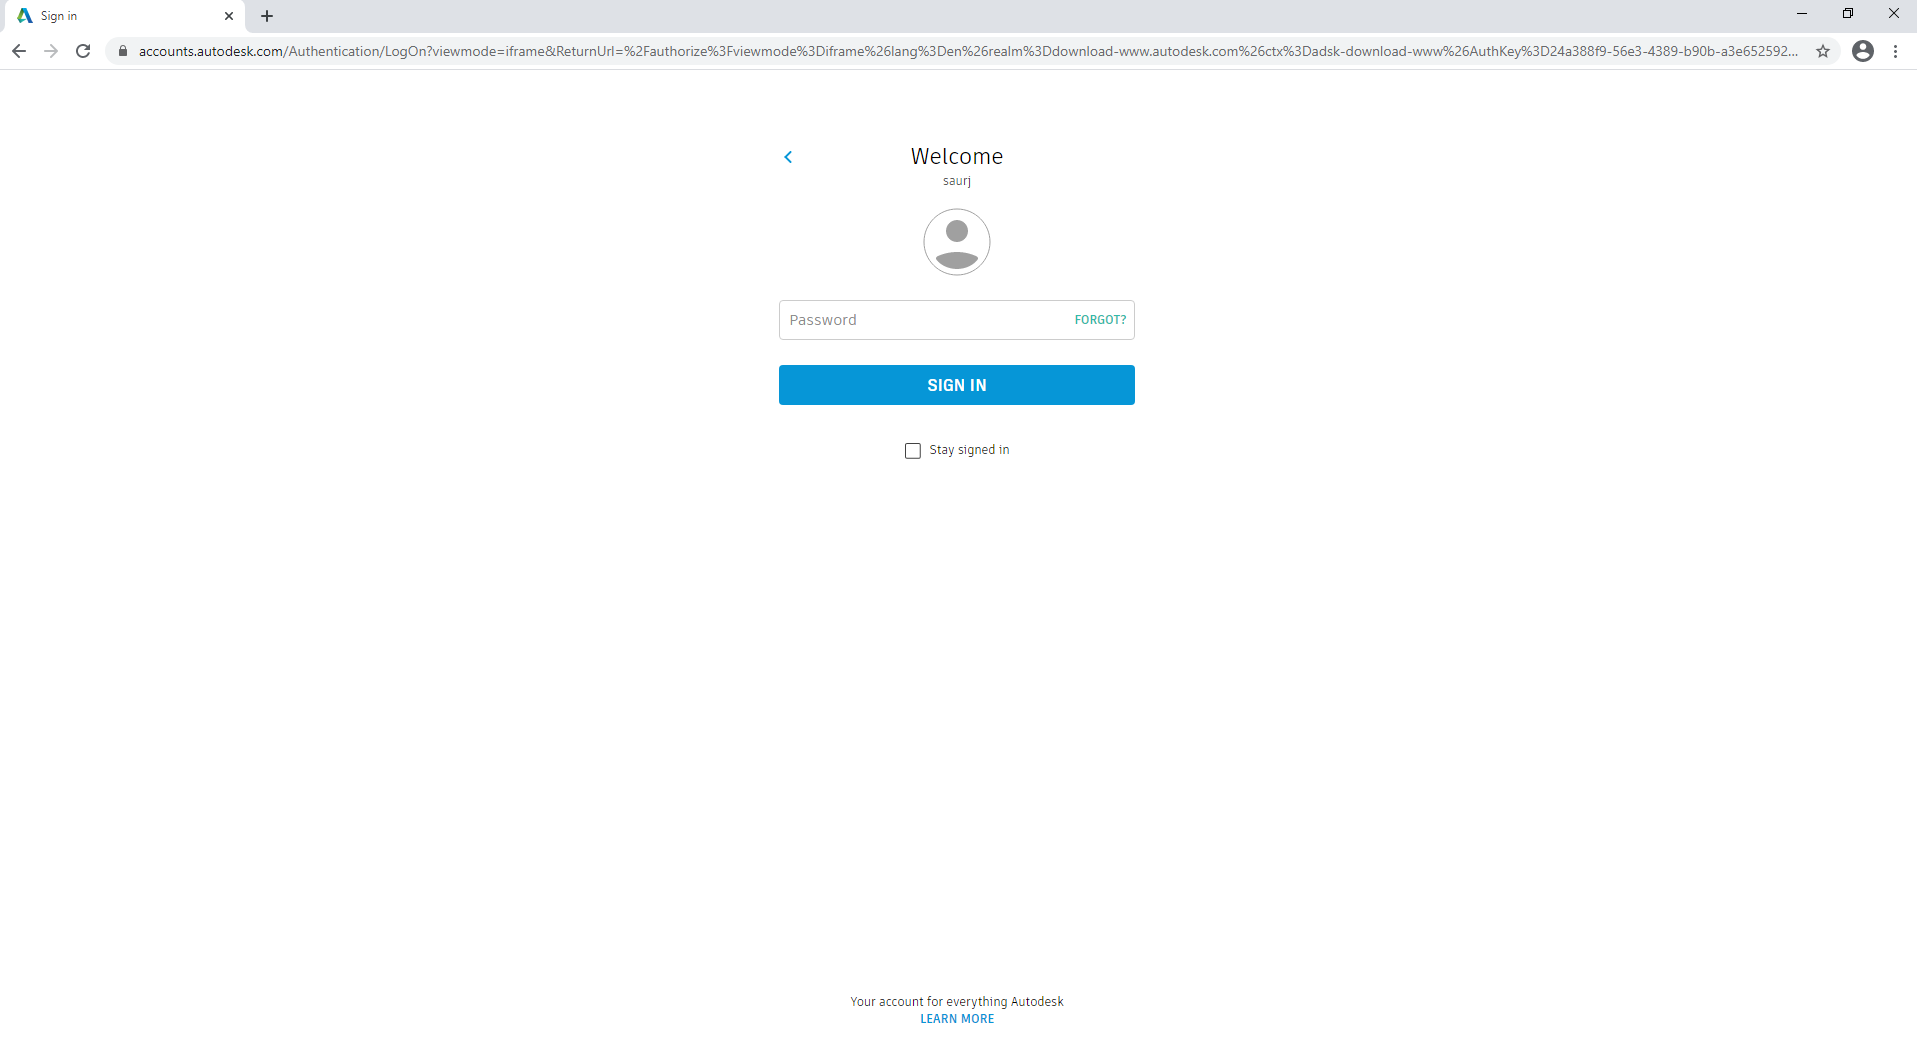 Sign in
accounts.autodesk.com/Authentication/LogOn?viewmode=iframe&ReturnUrl=%2Fauthorize%3Fviewmode%3Diframe%26lang%3Den%26realm%3Ddownload-www.autodesk.com%26ctx%3Dadsk-download-www%26AuthKey%3D24a388f9-56e3-4389-b90b-a3e652592...
Welcome
saurj
Password
FORGOT?
SIGN IN
Stay signed in
Your account for everything Autodesk
LEARN MORE